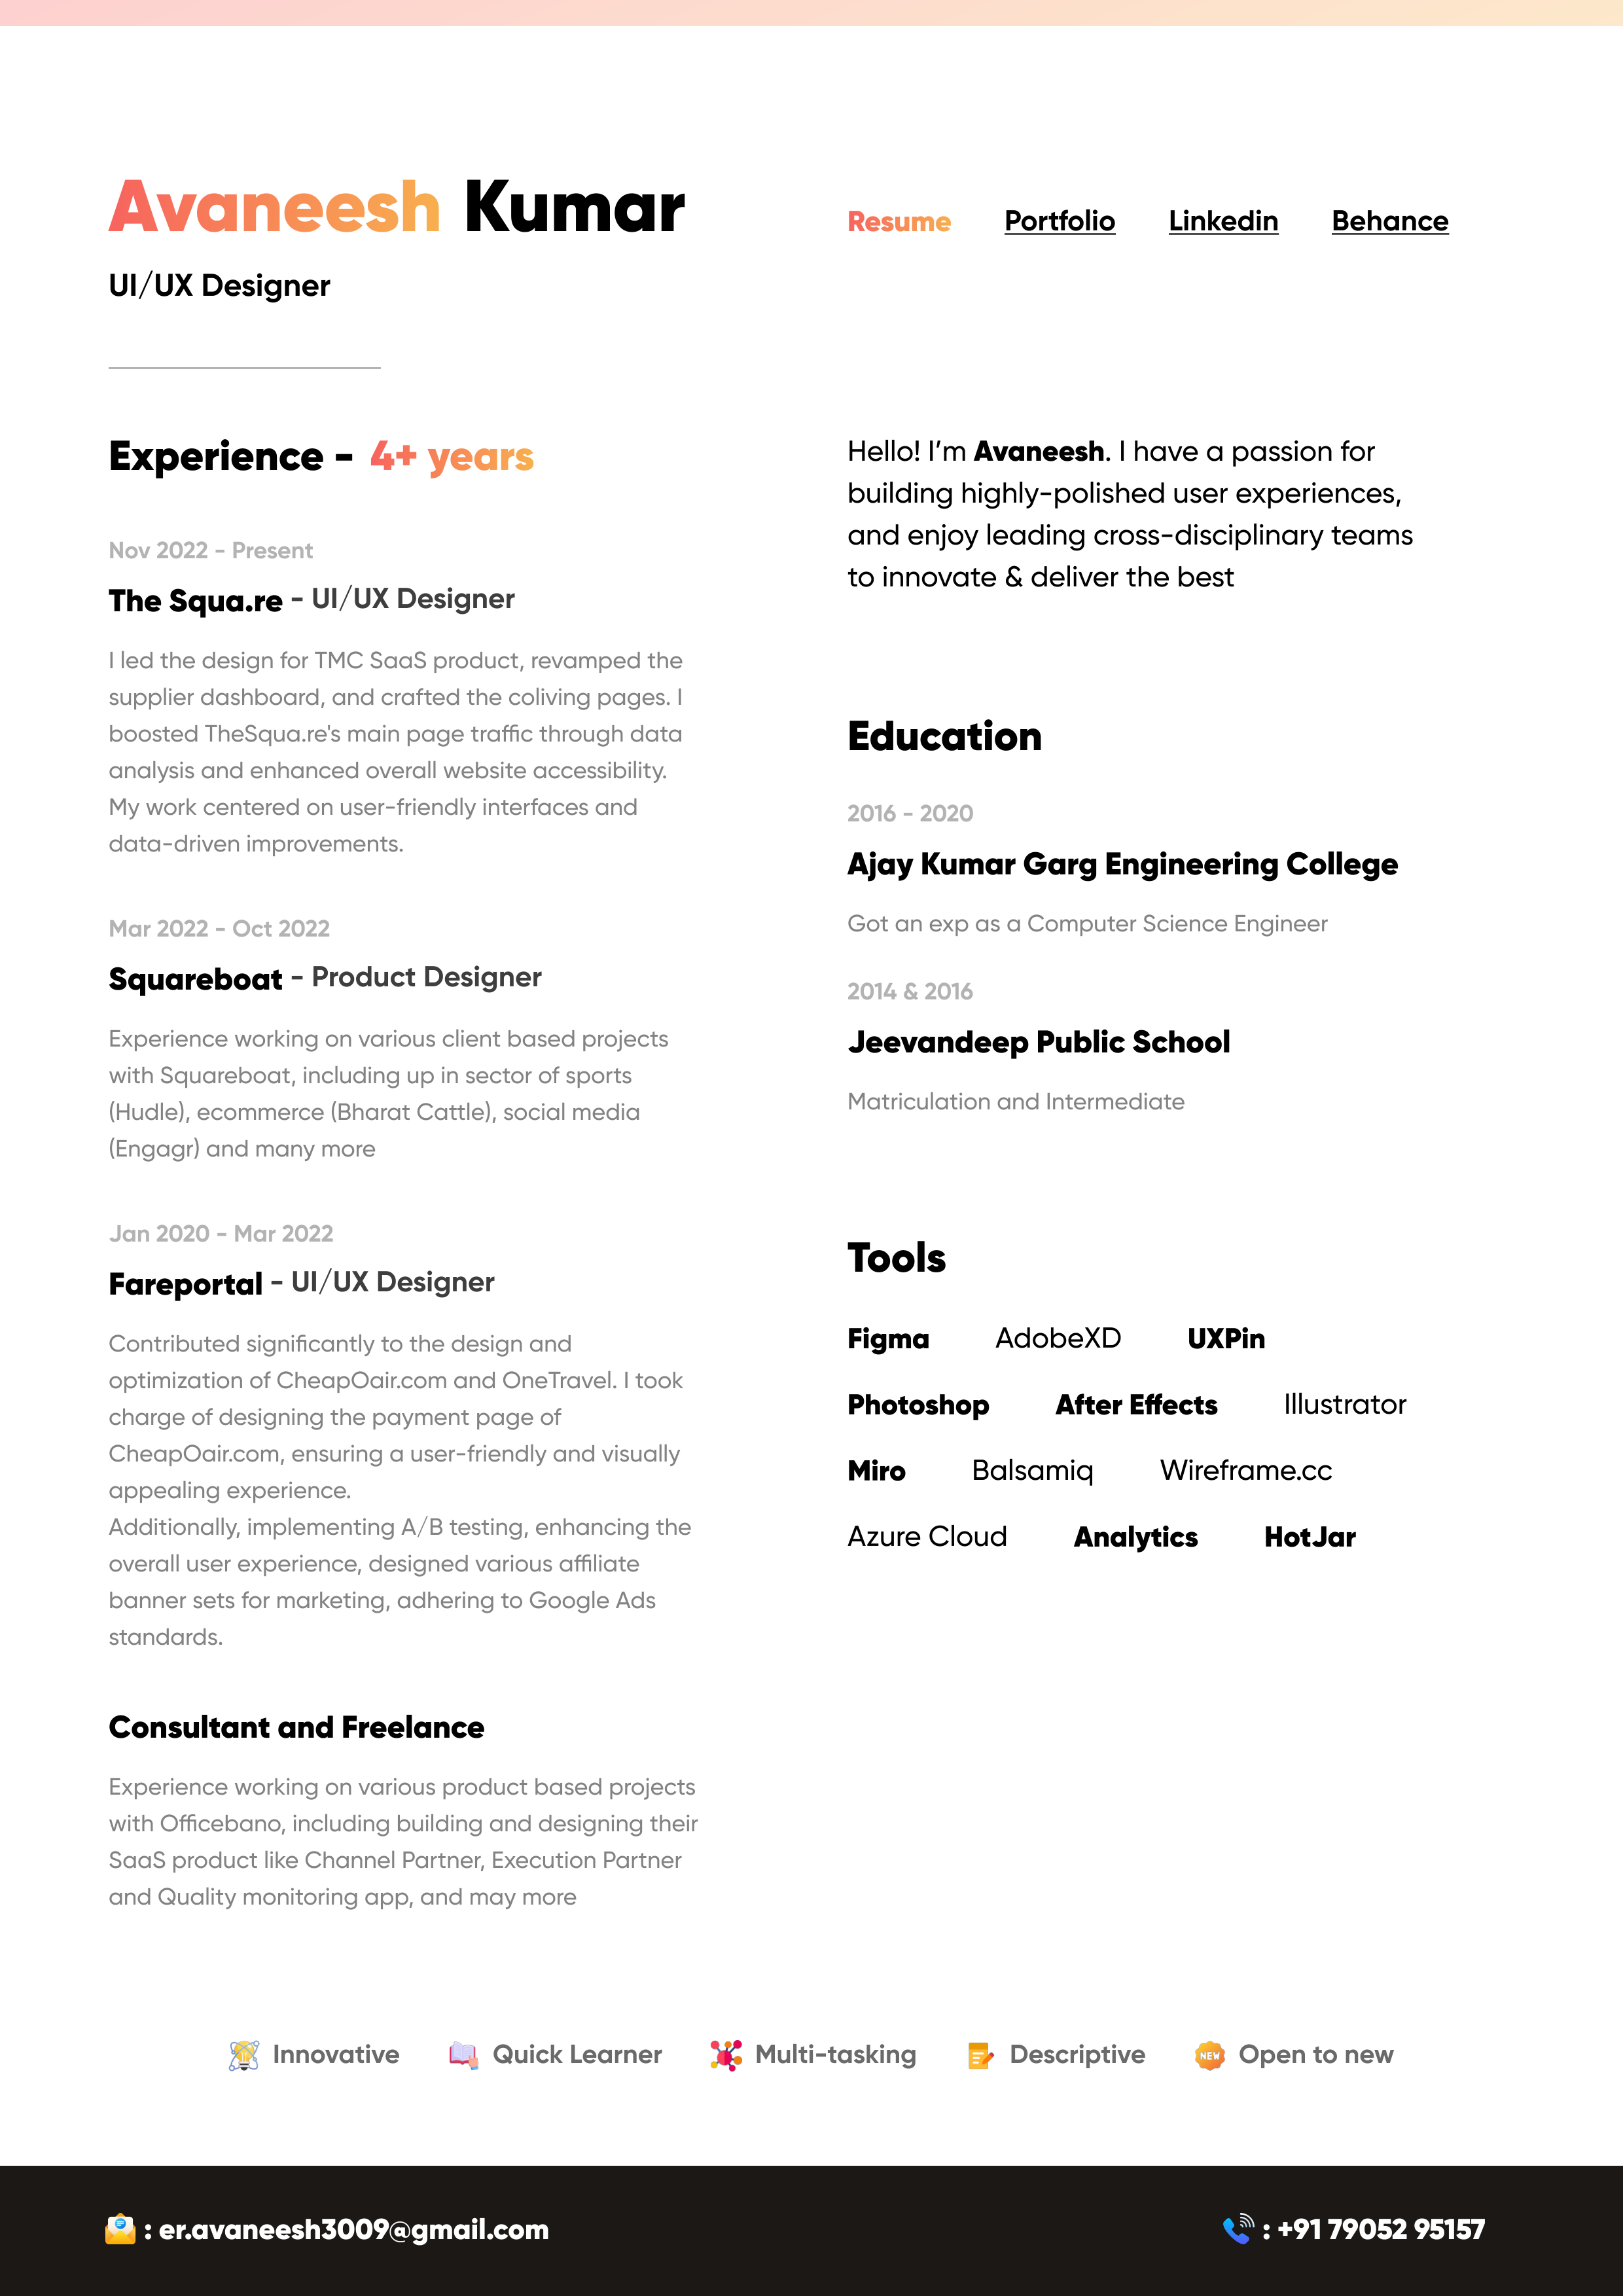 Avaneesh Kumar
UI/UX Designer
Resume Portfolio Linkedin Behance
Experience - 4+ years
Nov 2022 - Present
The Squa.re - UI/UX Designer
I led the design for TMC SaaS product, revamped the
supplier dashboard, and crafted the coliving pages. I
boosted TheSqua.re's main page traffic through data
analysis and enhanced overall website accessibility.
My work centered on user-friendly interfaces and
data-driven improvements.
Mar 2022 - Oct 2022
Squareboat - Product Designer
Experience working on various client based projects
with Squareboat, including up in sector of sports
(Hudle), ecommerce (Bharat Cattle), social media
(Engagr) and many more
Jan 2020 - Mar 2022
Fareportal - UI/UX Designer
Contributed significantly to the design and
optimization of CheapOair.com and OneTravel. I took
charge of designing the payment page of
CheapOair.com, ensuring a user-friendly and visually
appealing experience.
Additionally, implementing A/B testing, enhancing the
overall user experience, designed various affiliate
banner sets for marketing, adhering to Google Ads
standards.
Consultant and Freelance
Experience working on various product based projects
with Officebano, including building and designing their
SaaS product like Channel Partner, Execution Partner
and Quality monitoring app, and may more
Hello! I’m Avaneesh. I have a passion for
building highly-polished user experiences,
and enjoy leading cross-disciplinary teams
to innovate & deliver the best
Education
2016 - 2020
Ajay Kumar Garg Engineering College
Got an exp as a Computer Science Engineer
2014 & 2016
Jeevandeep Public School
Matriculation and Intermediate
Tools
Figma AdobeXD UXPin
Photoshop After Effects Illustrator
Miro Balsamiq Wireframe.cc
Azure Cloud Analytics HotJar
Innovative Quick Learner Multi-tasking Descriptive NEW Open to new
: er.avaneesh3009@gmail.com : +91 79052 95157